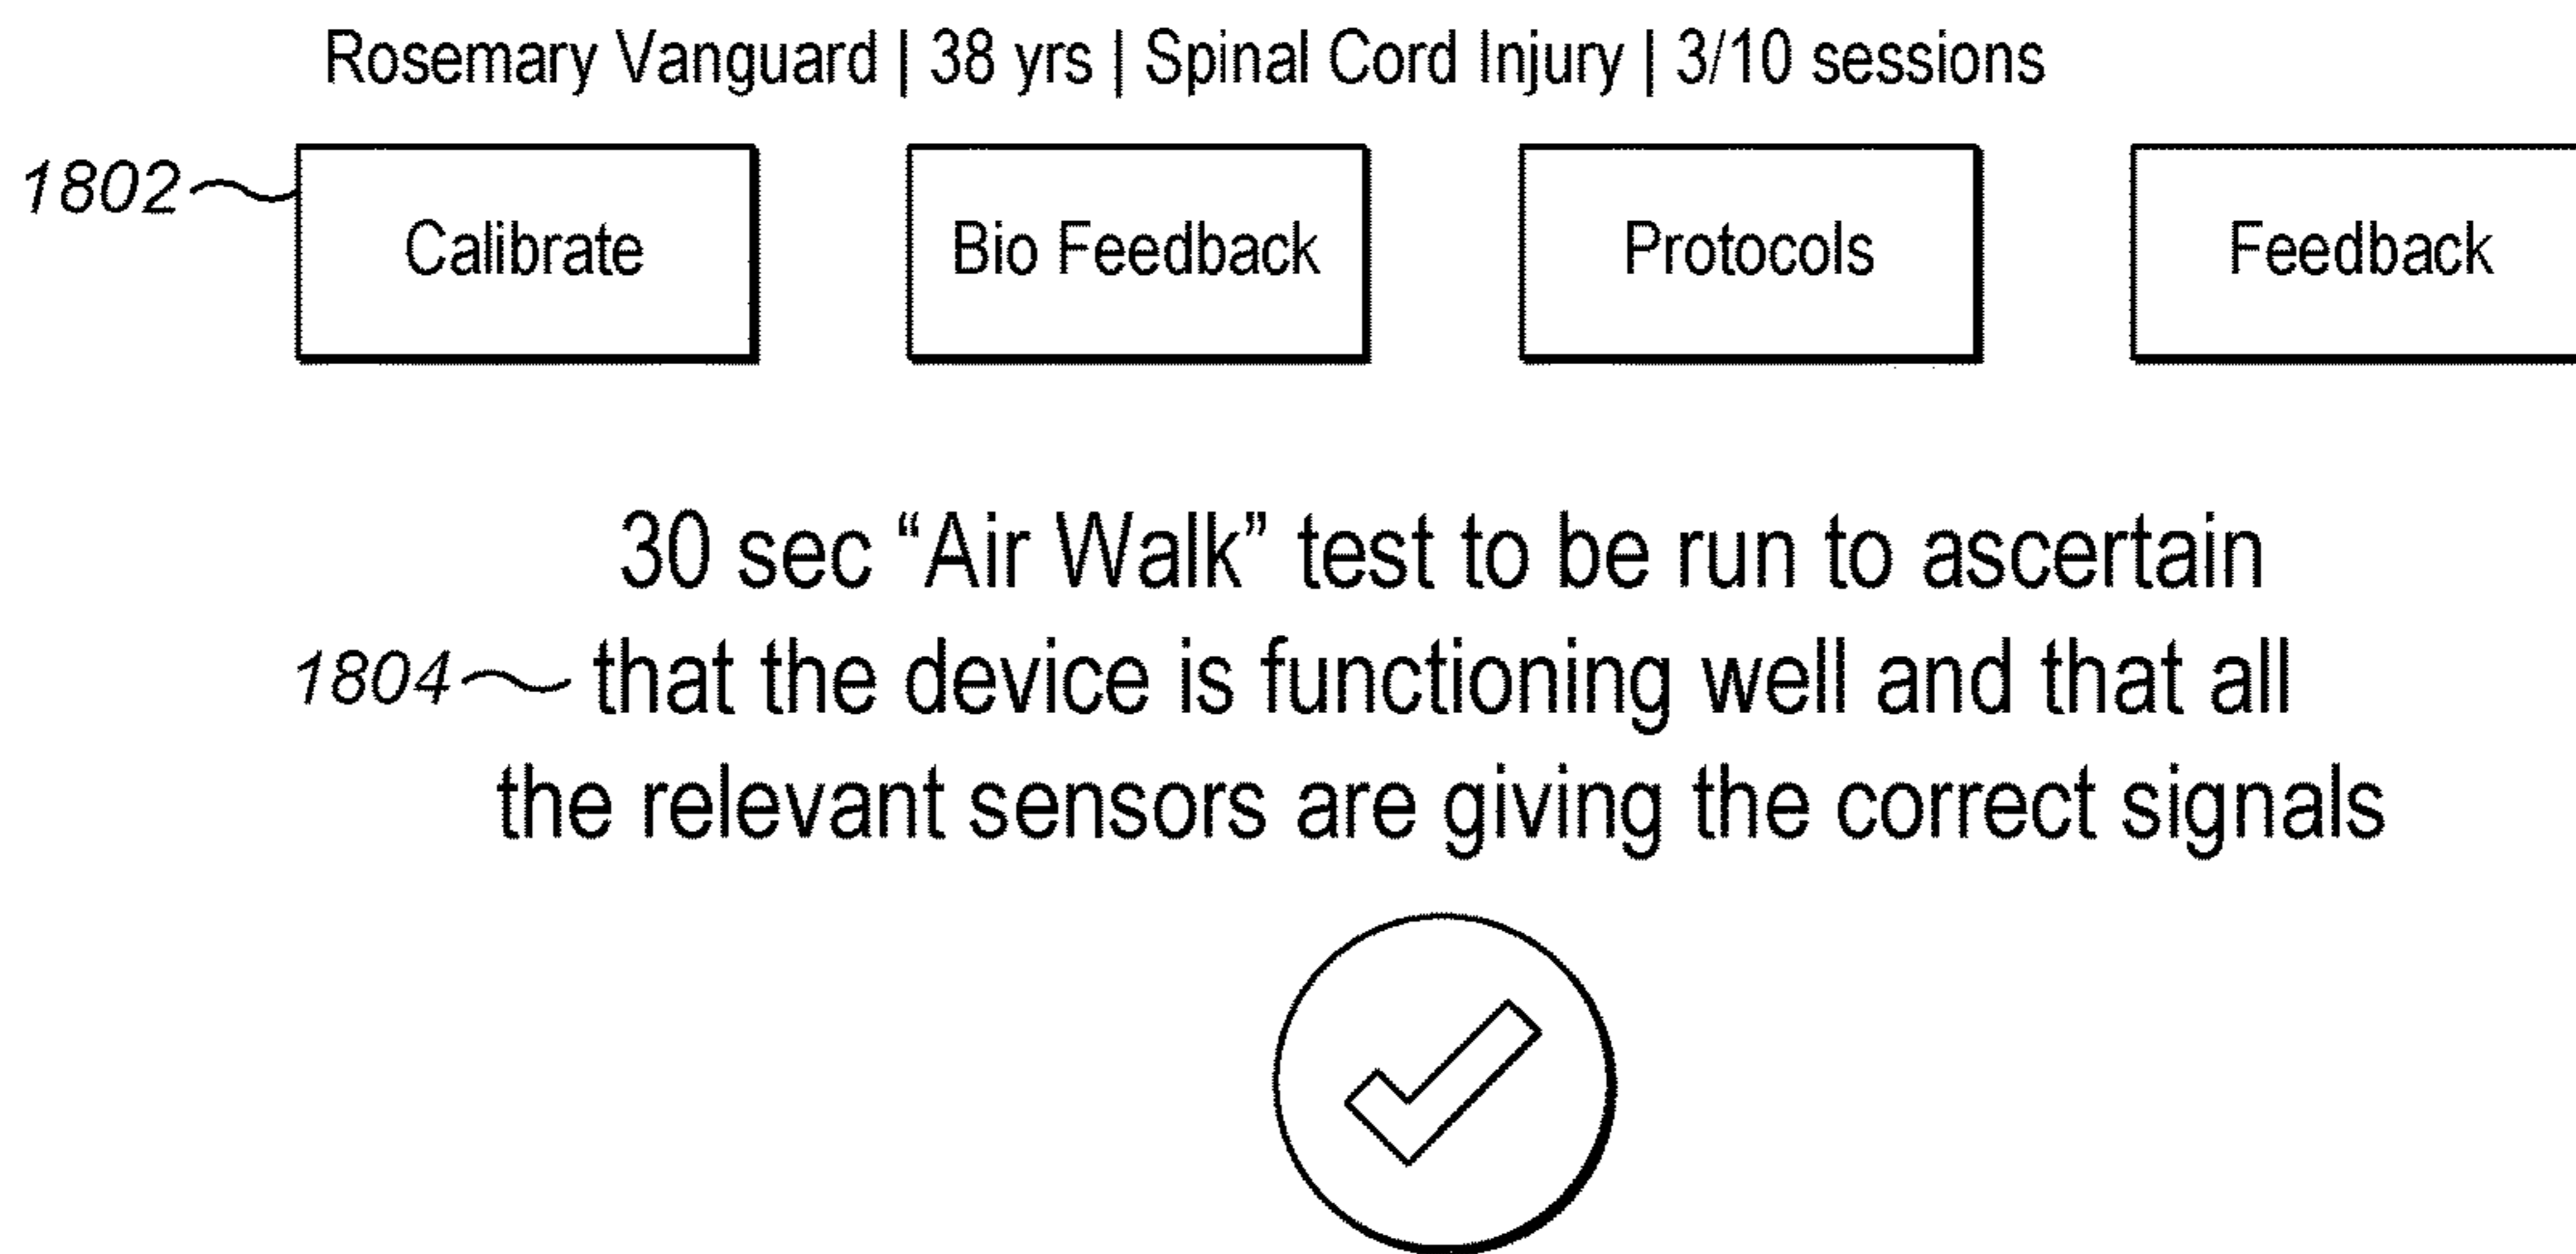 Rosemary Vanguard | 38 yrs | Spinal Cord Injury | 3/10 sessions
1802
Calibrate
Bio Feedback
Protocols
Feedback
30 sec “Air Walk” test to be run to ascertain
1804 that the device is functioning well and that all
the relevant sensors are giving the correct signals